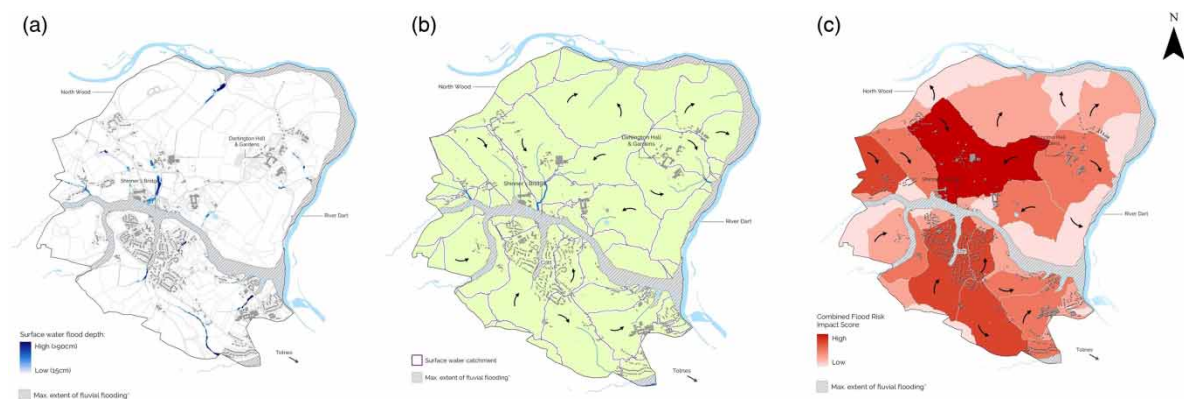 (a)
North Wood
Dartington Hall
& Gardens
Shinner's Bridge
River Dart
Surface water flood depth:
High (>90cm)
Low (15cm)
Totnes
Max. extent of fluvial flooding*
(b)
North Wood
Dartington Hall
& Gardens
Shinner's Bridge
River Dart
Cott
Surface water catchment
Max. extent of fluvial flooding*
Totnes
(c)
N
North Wood
Gardens
River Dart
Combined Flood Risk
Impact Score
High
Low
Totnes
Max. extent of fluvial flooding*